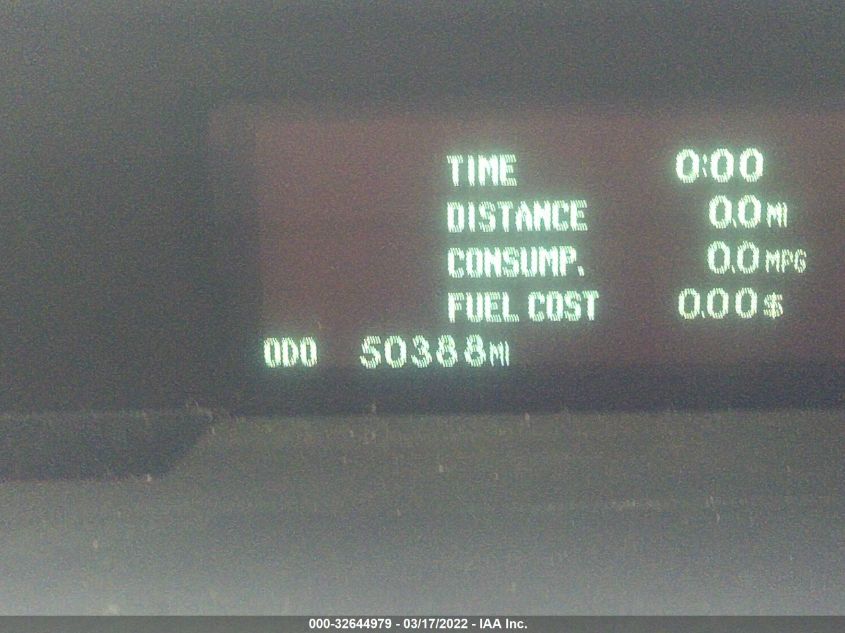 TIME 0:00
DISTANCE 0.0 MI
CONSUMP. 0.0 MPG
FUEL COST 0.00 $
ODO 50388 MI
000-32644979 - 03/17/2022 - IAA Inc.